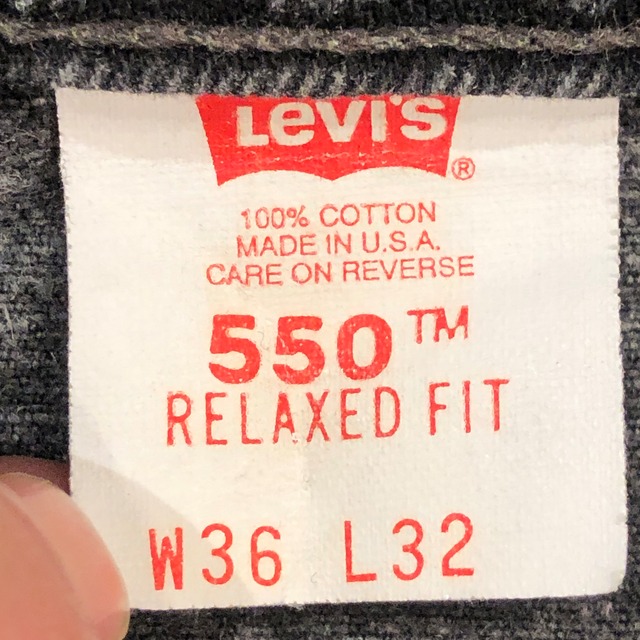 Levi's
®
100% COTTON
MADE IN U.S.A.
CARE ON REVERSE
550™
RELAXED FIT
W36 L32